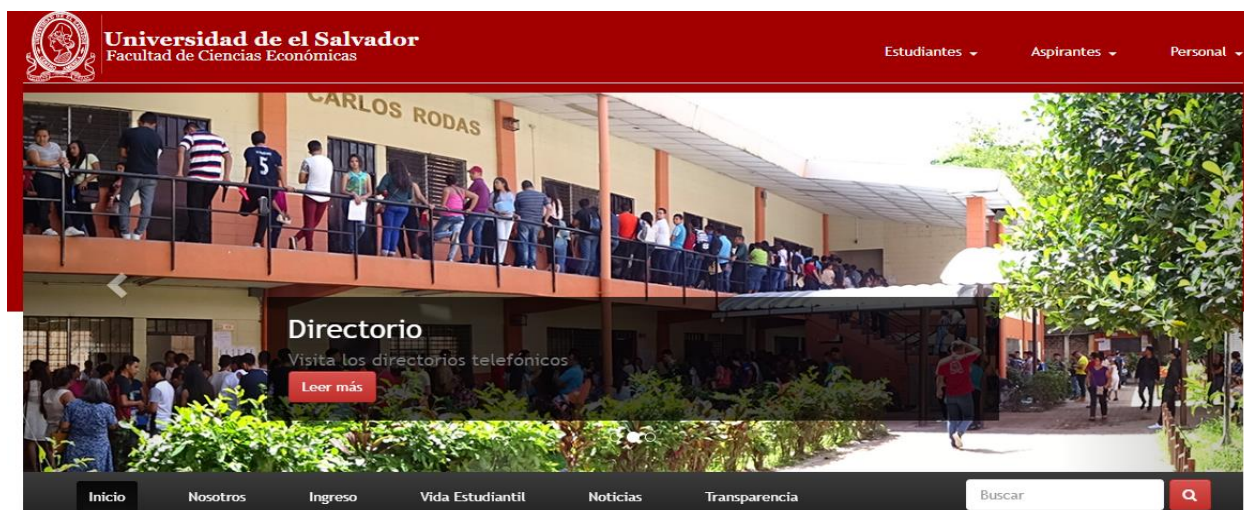 Universidad de el Salvador
Facultad de Ciencias Económicas
Estudiantes
Aspirantes
Personal
CARLOS RODAS
5
Directorio
Visita los directorios telefónicos
Leer más
Inicio
Nosotros
Ingreso
Vida Estudiantil
Noticias
Transparencia
Buscar